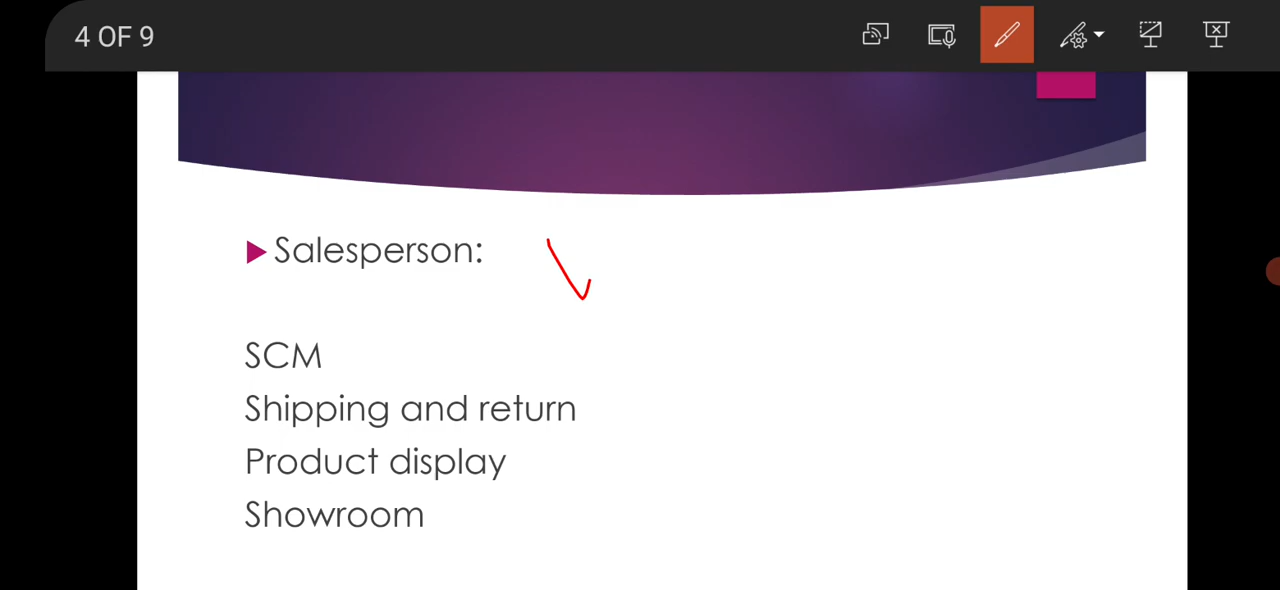 4 OF 9
Salesperson:
SCM
Shipping and return
Product display
Showroom